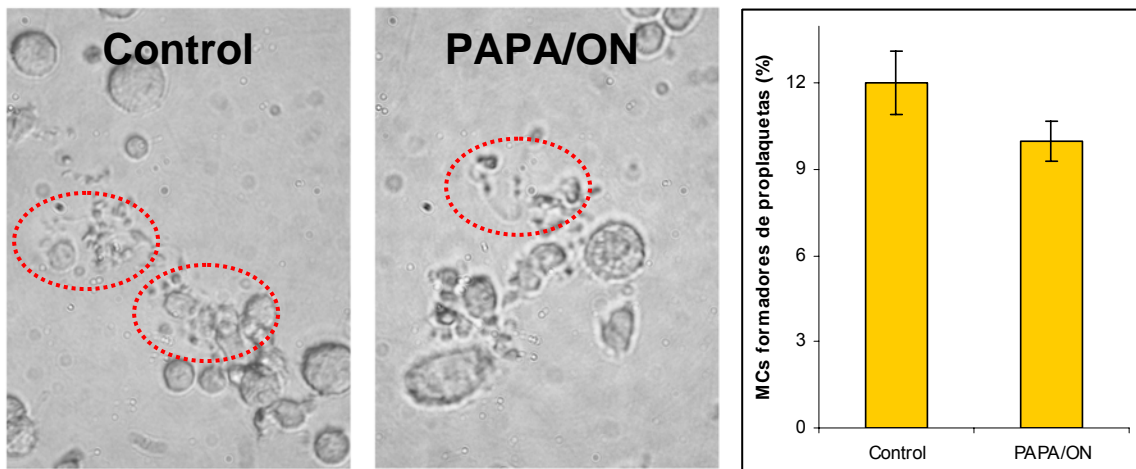 Control
PAPA/ON
MCs formadores de proplaquetas (%)
12
9
6
3
0
Control
PAPA/ON